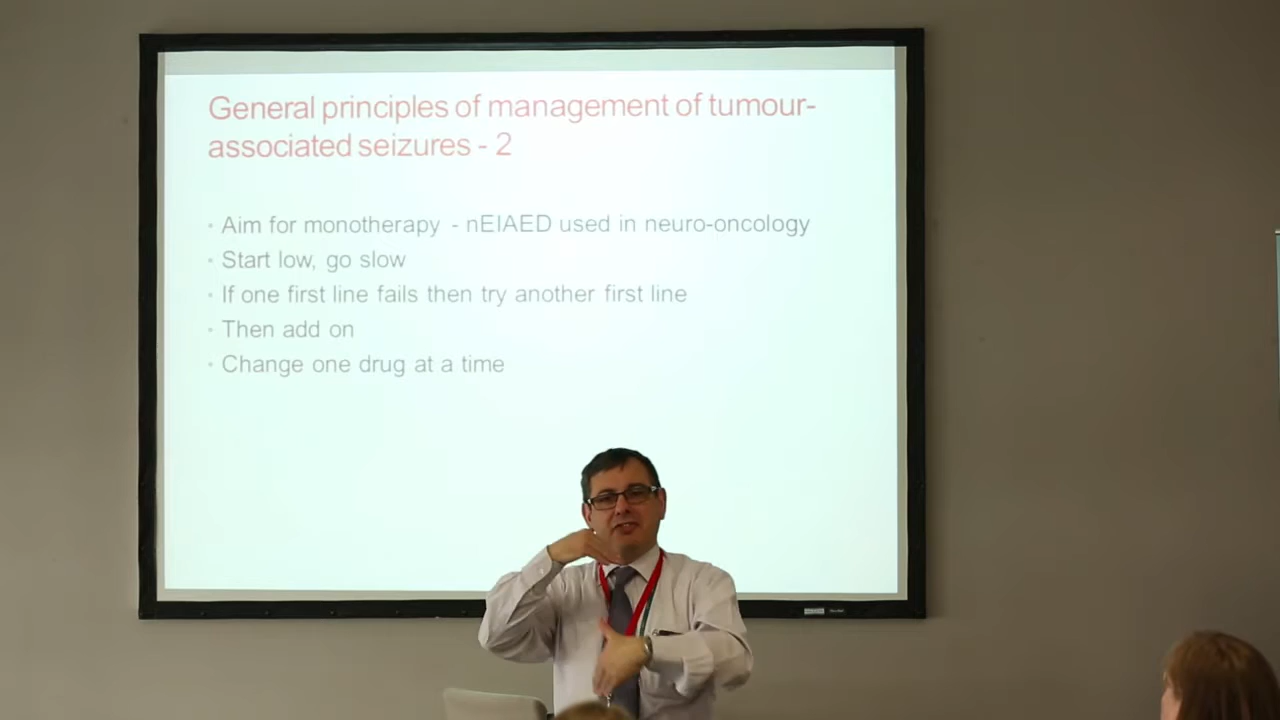 General principles of management of tumour-
associated seizures - 2
• Aim for monotherapy - nEIAED used in neuro-oncology
• Start low, go slow
• If one first line fails then try another first line
• Then add on
• Change one drug at a time